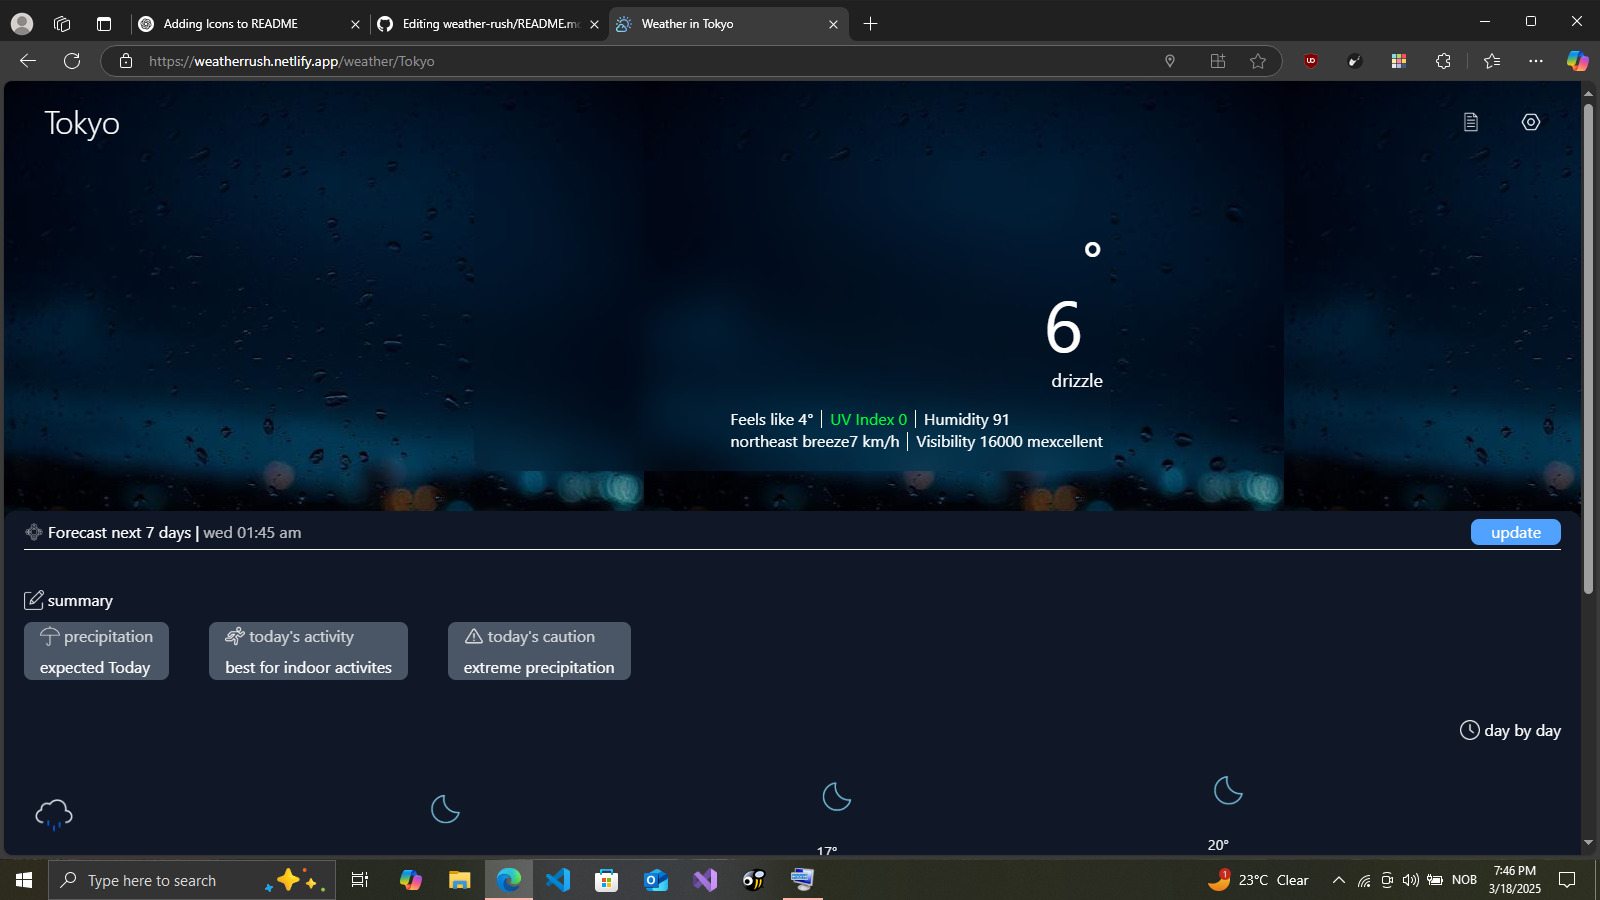 Adding Icons to README
Editing weather-rush/README.m
Weather in Tokyo
https://weatherrush.netlify.app/weather/Tokyo
Tokyo
°
6
drizzle
Feels like 4° | UV Index 0 | Humidity 91
northeast breeze7 km/h | Visibility 16000 mexcellent
Forecast next 7 days | wed 01:45 am
update
summary
precipitation
expected Today
today's activity
best for indoor activites
today's caution
extreme precipitation
day by day
17°
20°
Type here to search
1
23°C Clear
NOB
7:46 PM
3/18/2025